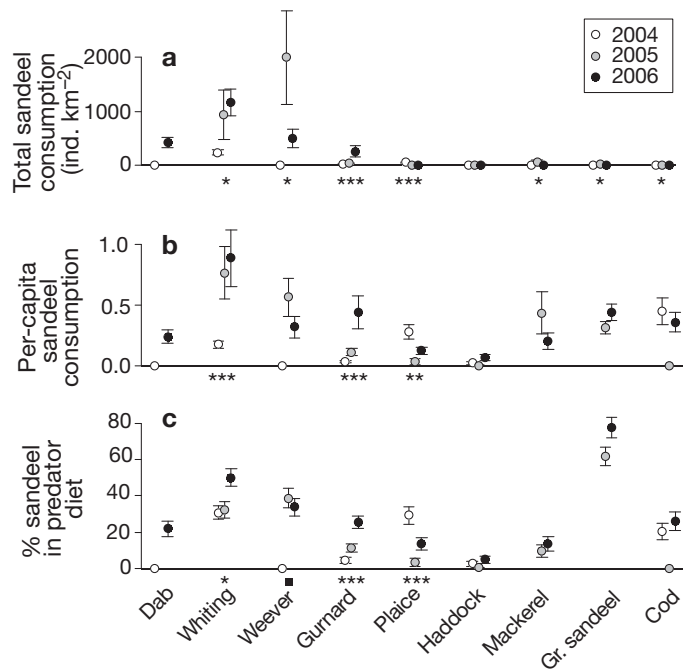 a
2004
2005
2006
Total sandeel
consumption
(ind. km⁻²)
2000
1000
0
* * *** *** * * *
b
Per-capita
sandeel
consumption
1.0
0.5
0.0
*** *** **
c
% sandeel
in predator
diet
80
60
40
20
0
* ■ *** ***
Dab
Whiting
Weever
Gurnard
Plaice
Haddock
Mackerel
Gr. sandeel
Cod